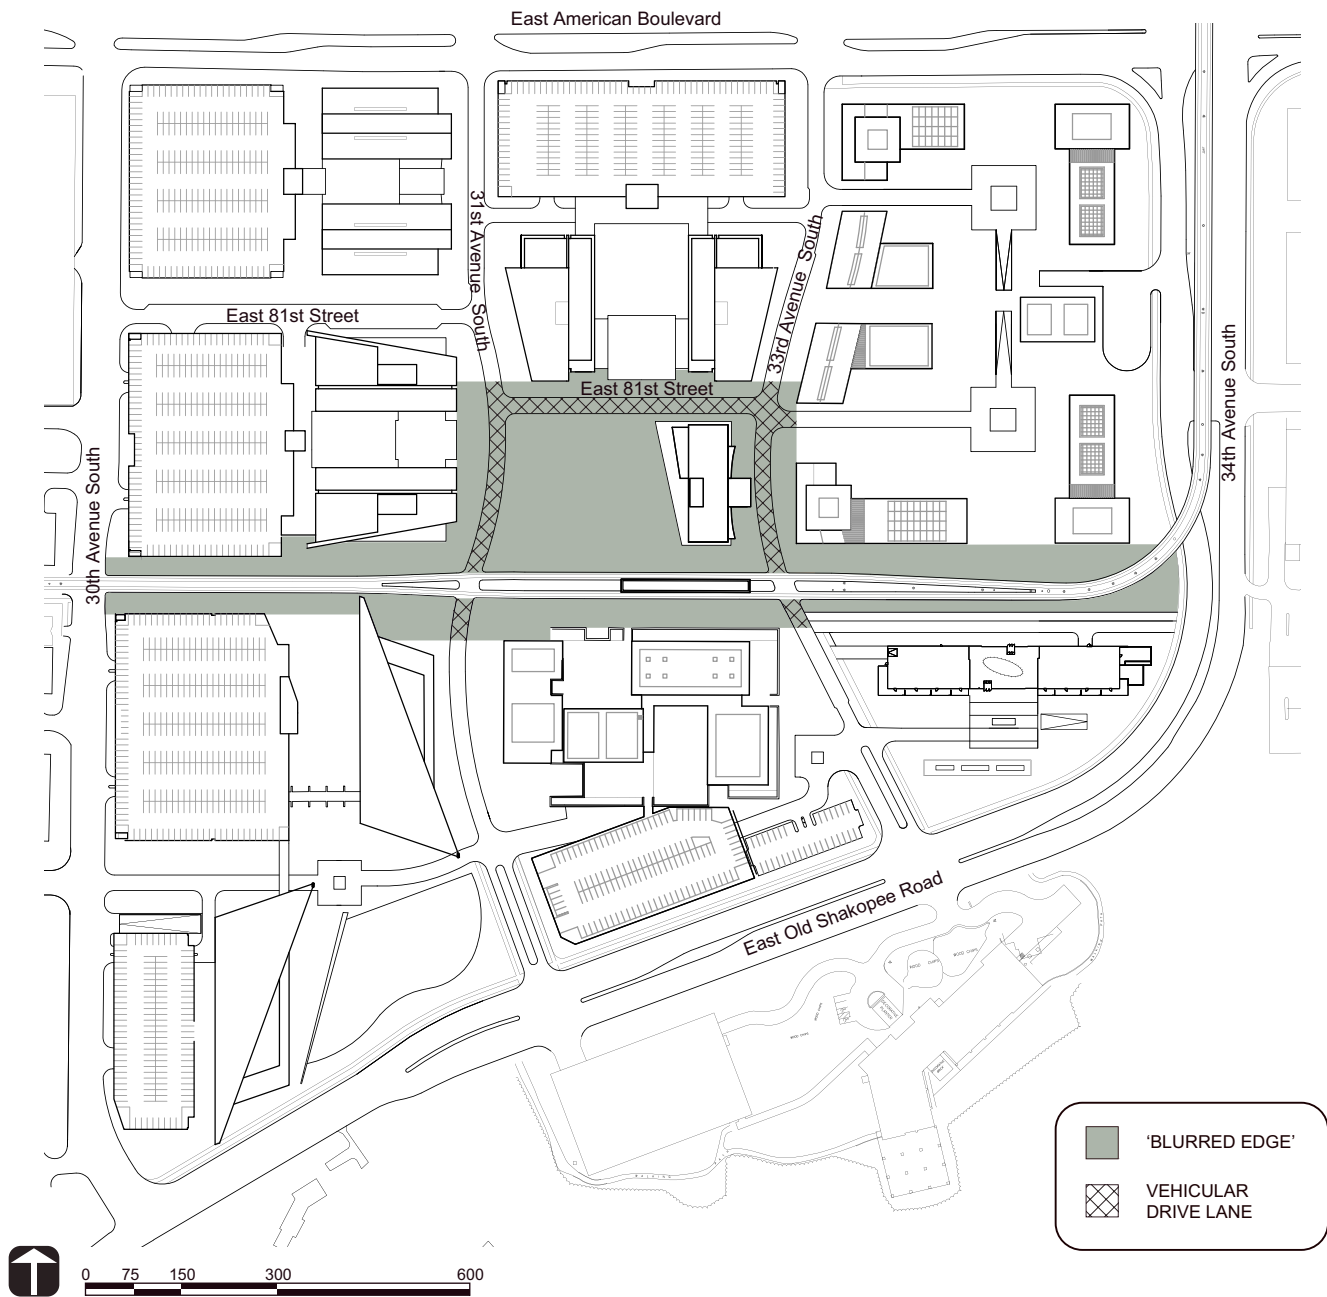 East American Boulevard
31st Avenue South
33rd Avenue South
East 81st Street
34th Avenue South
East 81st Street
30th Avenue South
East Old Shakopee Road
'BLURRED EDGE'
VEHICULAR
DRIVE LANE
0 75 150 300 600